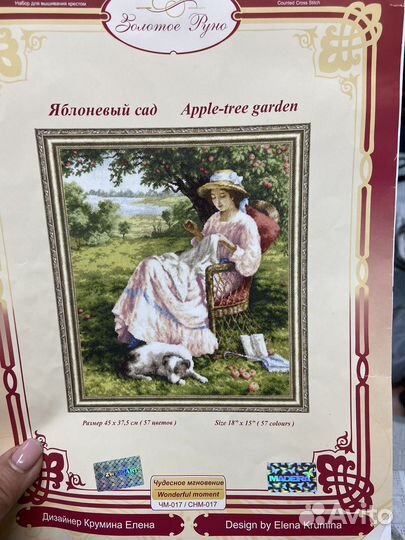 Набор для вышивания крестом
Counted Cross Stitch
Золотое Руно
Яблоневый сад Apple-tree garden
Размер 45 x 37,5 см ( 57 цветов ) Size 18" x 15" ( 57 colours )
MADEIRA
Чудесное мгновение
Wonderful moment
ЧМ-017 / CHM-017
Дизайнер Крумина Елена Design by Elena Krumina
Avito